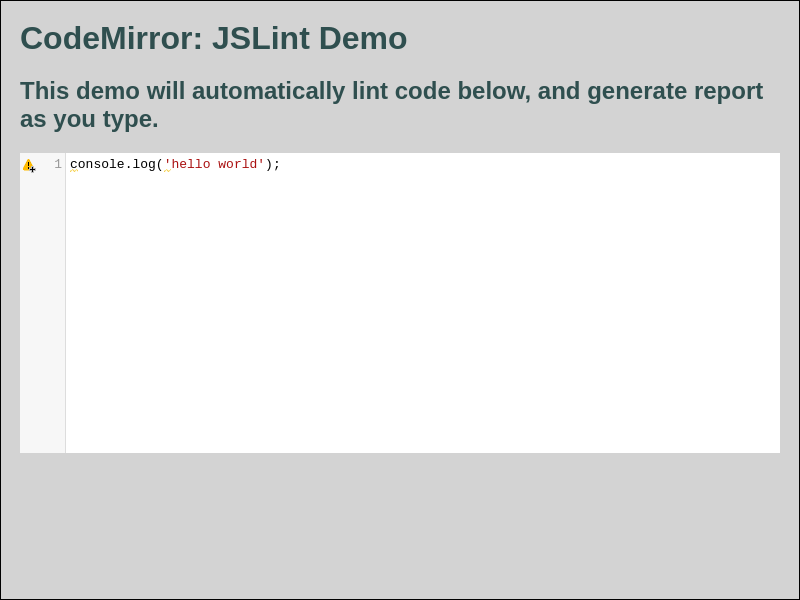 CodeMirror: JSLint Demo
This demo will automatically lint code below, and generate report
as you type.
1 console.log('hello world');